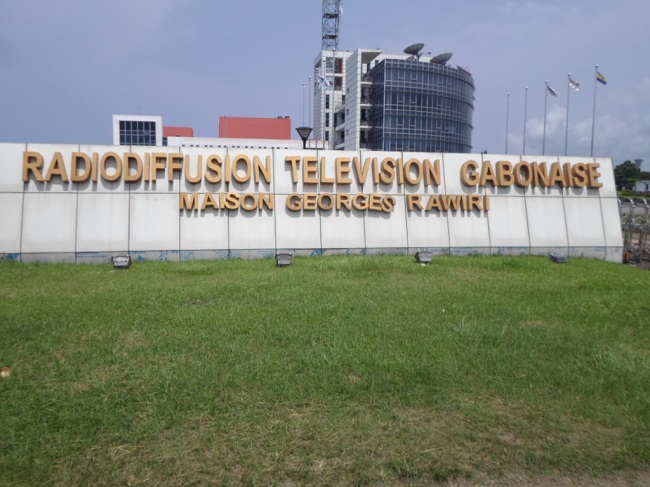 RADIODIFFUSION TELEVISION GABONAISE
MAISON GEORGES RAWIRI